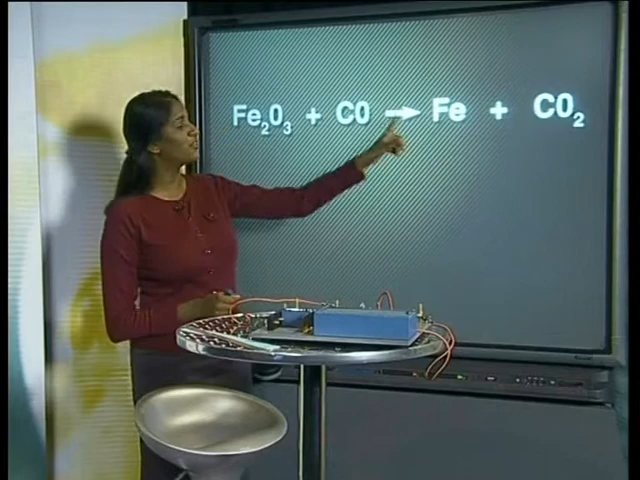 Fe₂O₃ + CO → Fe + CO₂